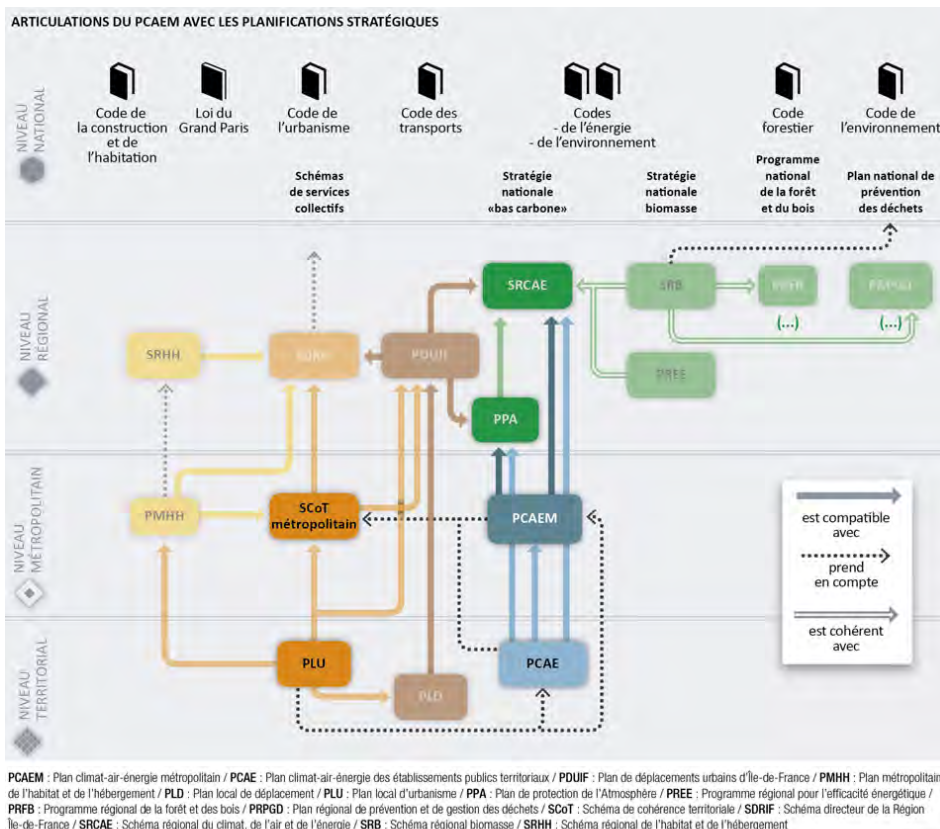 ARTICULATIONS DU PCAEM AVEC LES PLANIFICATIONS STRATÉGIQUES
NIVEAU
NATIONAL
Code de
la construction
et de
l'habitation
Loi du
Grand Paris
Code de
l'urbanisme
Code des
transports
Codes
- de l'énergie
- de l'environnement
Code
forestier
Code de
l'environnement
Schémas
de services
collectifs
Stratégie
nationale
«bas carbone»
Stratégie
nationale
biomasse
Programme
national
de la forêt
et du bois
Plan national de
prévention
des déchets
NIVEAU
RÉGIONAL
SRHH
SDRIF
PDUIF
SRCAE
SRB
PRFB
PRPGD
(...)
(...)
PREE
PPA
NIVEAU
MÉTROPOLITAIN
PMHH
SCoT
métropolitain
PCAEM
est compatible
avec
prend
en compte
est cohérent
avec
NIVEAU
TERRITORIAL
PLU
PLD
PCAE
PCAEM : Plan climat-air-énergie métropolitain / PCAE : Plan climat-air-énergie des établissements publics territoriaux / PDUIF : Plan de déplacements urbains d'Île-de-France / PMHH : Plan métropolitain
de l'habitat et de l'hébergement / PLD : Plan local de déplacement / PLU : Plan local d'urbanisme / PPA : Plan de protection de l'Atmosphère / PREE : Programme régional pour l'efficacité énergétique /
PRFB : Programme régional de la forêt et des bois / PRPGD : Plan régional de prévention et de gestion des déchets / SCoT : Schéma de cohérence territoriale / SDRIF : Schéma directeur de la Région
Île-de-France / SRCAE : Schéma régional du climat, de l'air et de l'énergie / SRB : Schéma régional biomasse / SRHH : Schéma régional de l'habitat et de l'hébergement